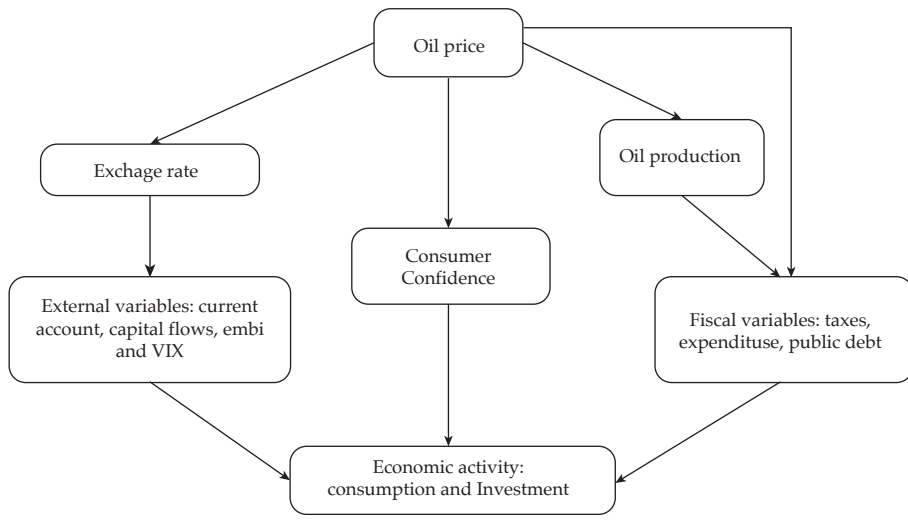 Oil price
Exchage rate
Oil production
Consumer
Confidence
External variables: current
account, capital flows, embi
and VIX
Fiscal variables: taxes,
expendituse, public debt
Economic activity:
consumption and Investment